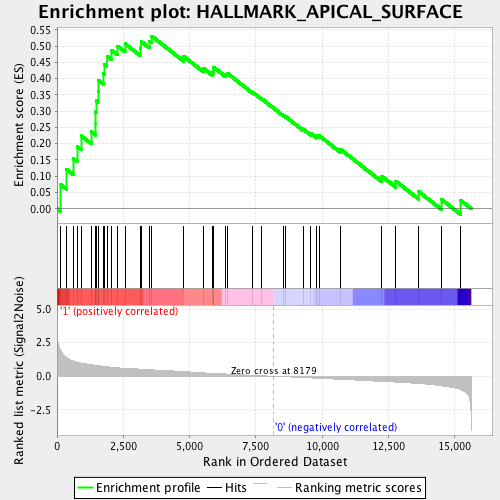 Enrichment plot: HALLMARK_APICAL_SURFACE
Enrichment score (ES)
0.55
0.50
0.45
0.40
0.35
0.30
0.25
0.20
0.15
0.10
0.05
0.00
'1' (positively correlated)
Ranked list metric (Signal2Noise)
5.0
2.5
0.0
-2.5
Zero cross at 8179
'0' (negatively correlated)
0
2,500
5,000
7,500
10,000
12,500
15,000
Rank in Ordered Dataset
Enrichment profile
Hits
Ranking metric scores